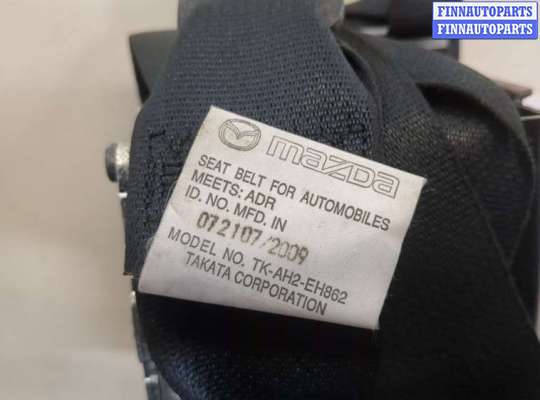 FINNAUTOPARTS
FINNAUTOPARTS
mazda
SEAT BELT FOR AUTOMOBILES
MEETS: ADR
ID. NO. MFD. IN
072107/2009
MODEL NO. TK-AH2-EH862
TAKATA CORPORATION